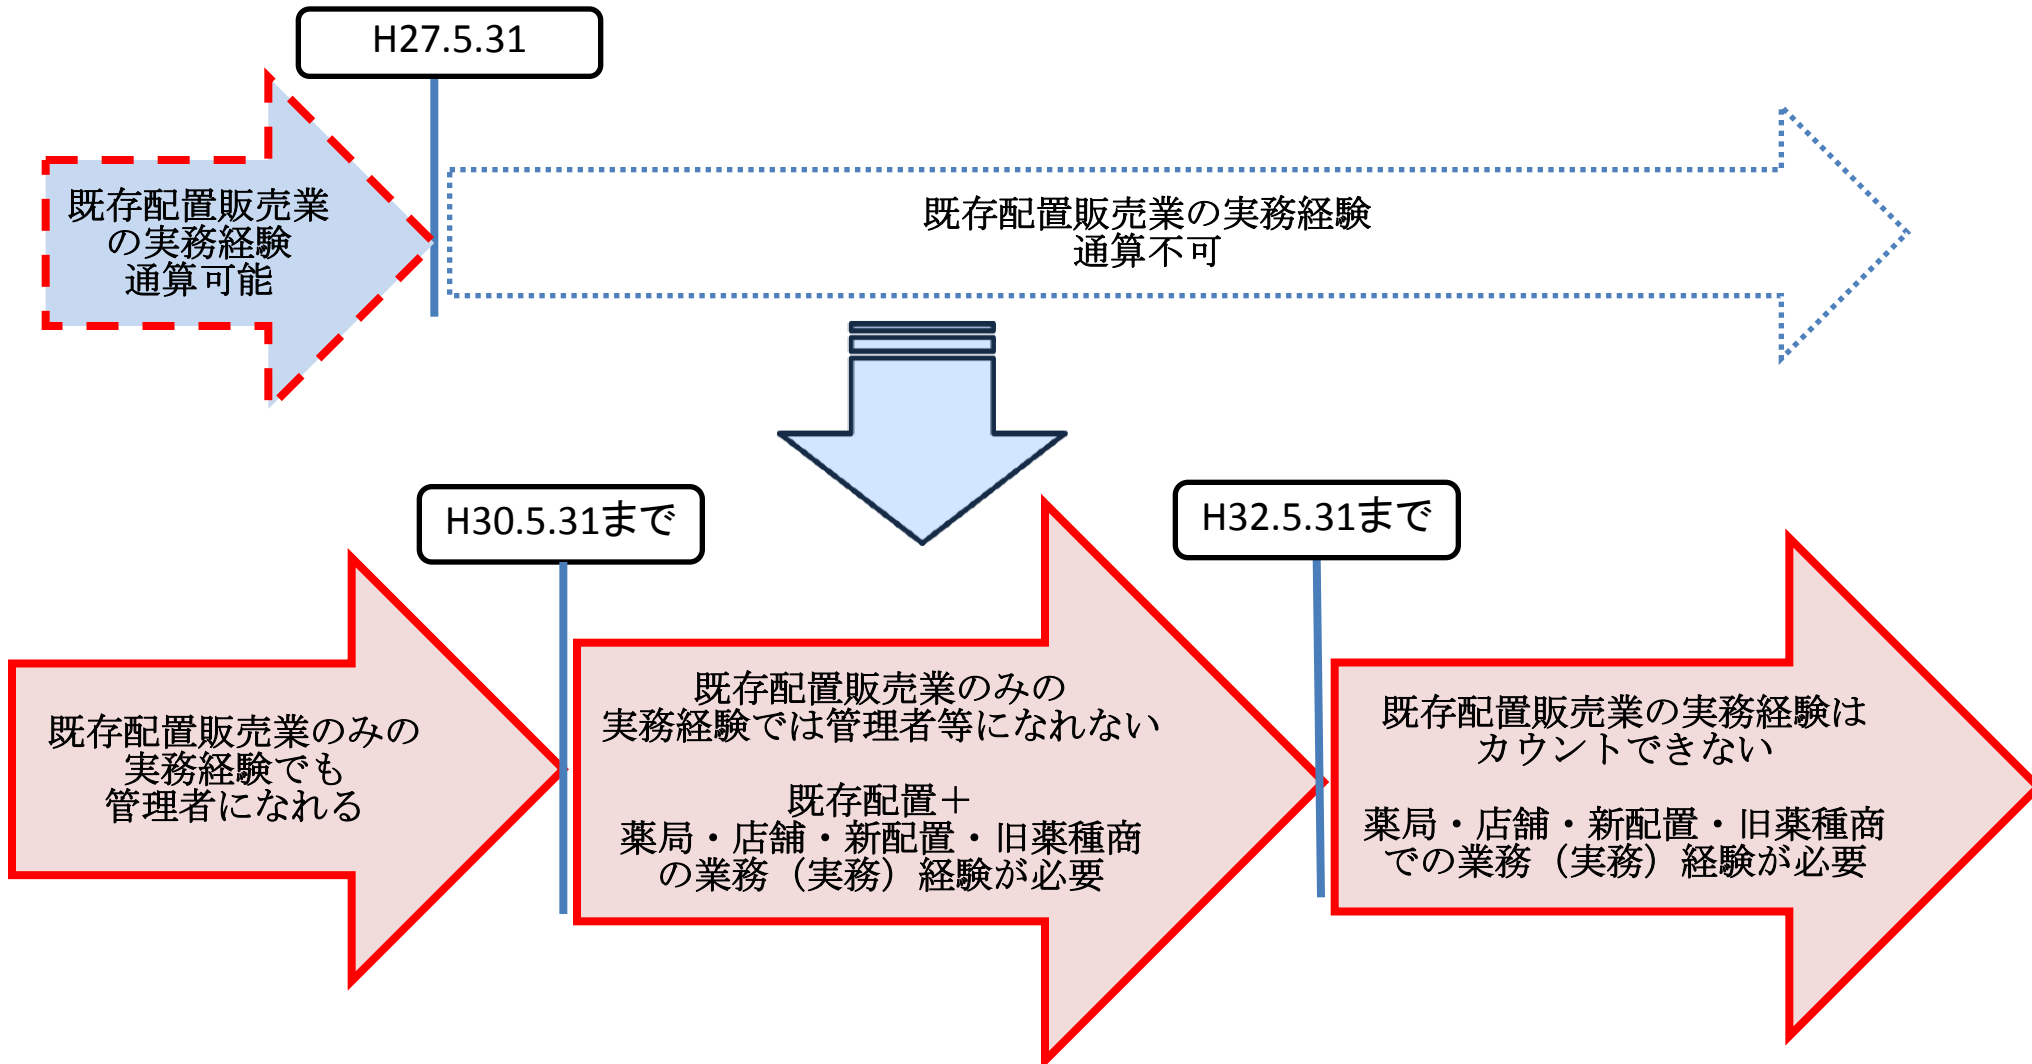 H27.5.31
既存配置販売業
の実務経験
通算可能
既存配置販売業の実務経験
通算不可
H30.5.31まで
H32.5.31まで
既存配置販売業のみの
実務経験でも
管理者になれる
既存配置販売業のみの
実務経験では管理者等になれない
既存配置＋
薬局・店舗・新配置・旧薬種商
の業務（実務）経験が必要
既存配置販売業の実務経験は
カウントできない
薬局・店舗・新配置・旧薬種商
での業務（実務）経験が必要